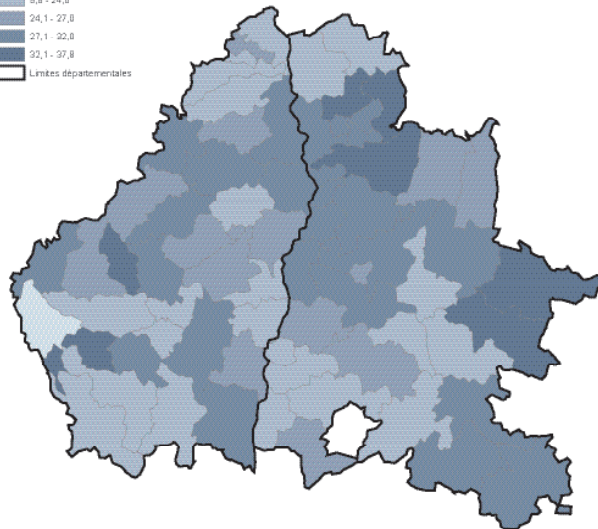 24,1 - 27,0
27,1 - 32,0
32,1 - 37,8
Limites départementales